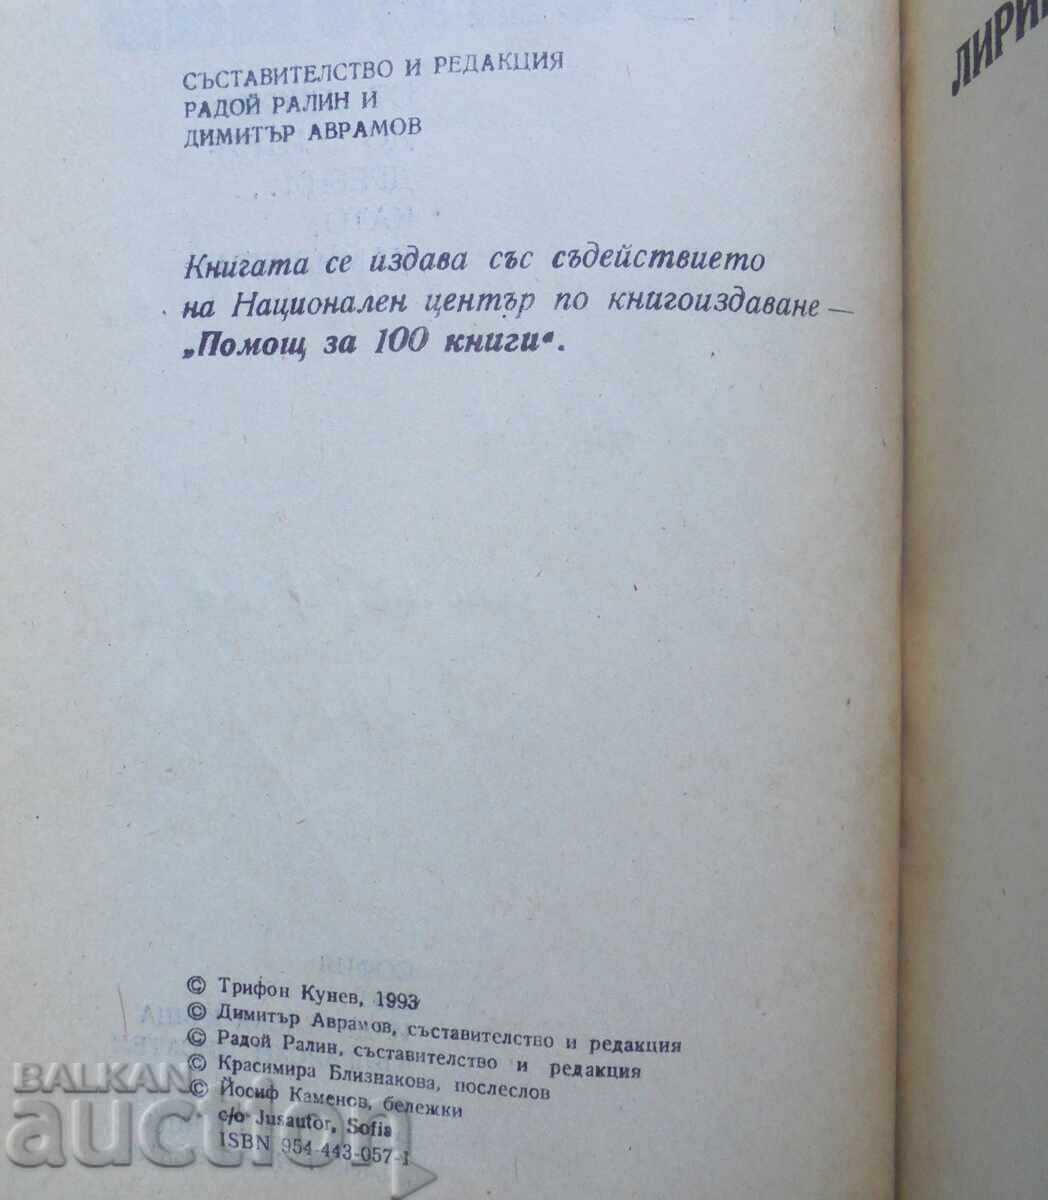 СЪСТАВИТЕЛСТВО И РЕДАКЦИЯ
РАДОЙ РАЛИН И
ДИМИТЪР АВРАМОВ
Книгата се издава със съдействието
на Национален център по книгоиздаване —
„Помощ за 100 книги“.
© Трифон Кунев, 1993
© Димитър Аврамов, съставителство и редакция
© Радой Ралин, съставителство и редакция
© Красимира Близнакова, послеслов
© Йосиф Каменов, бележки
c/o Jusautor, Sofia
ISBN 954-443-057-1
BALKAN
auction